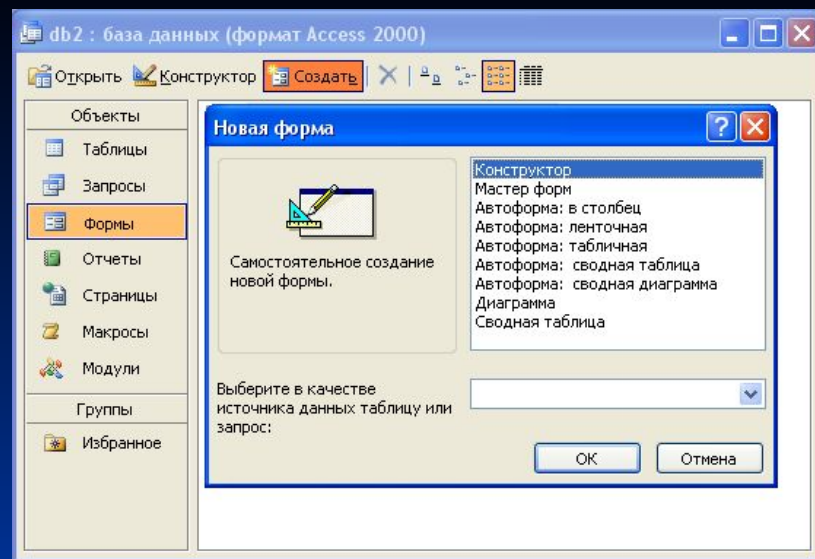 db2 : база данных (формат Access 2000)
Открыть Конструктор Создать
Объекты
Таблицы
Запросы
Формы
Отчеты
Страницы
Макросы
Модули
Группы
Избранное
Новая форма
Самостоятельное создание
новой формы.
Конструктор
Мастер форм
Автоформа: в столбец
Автоформа: ленточная
Автоформа: табличная
Автоформа: сводная таблица
Автоформа: сводная диаграмма
Диаграмма
Сводная таблица
Выберите в качестве
источника данных таблицу или
запрос:
ОК Отмена